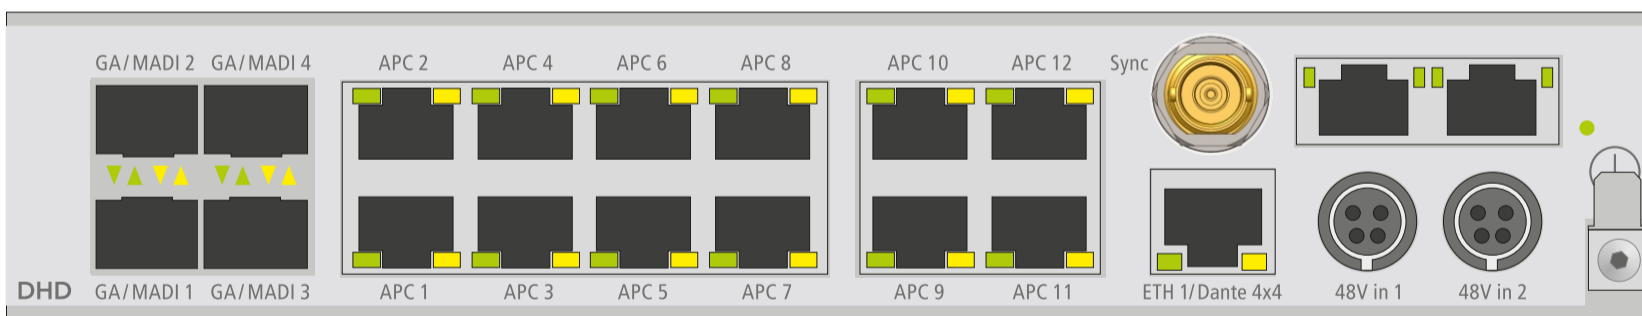 GA/MADI 2 GA/MADI 4 APC 2 APC 4 APC 6 APC 8 APC 10 APC 12 Sync
DHD GA/MADI 1 GA/MADI 3 APC 1 APC 3 APC 5 APC 7 APC 9 APC 11 ETH 1/Dante 4x4 48V in 1 48V in 2